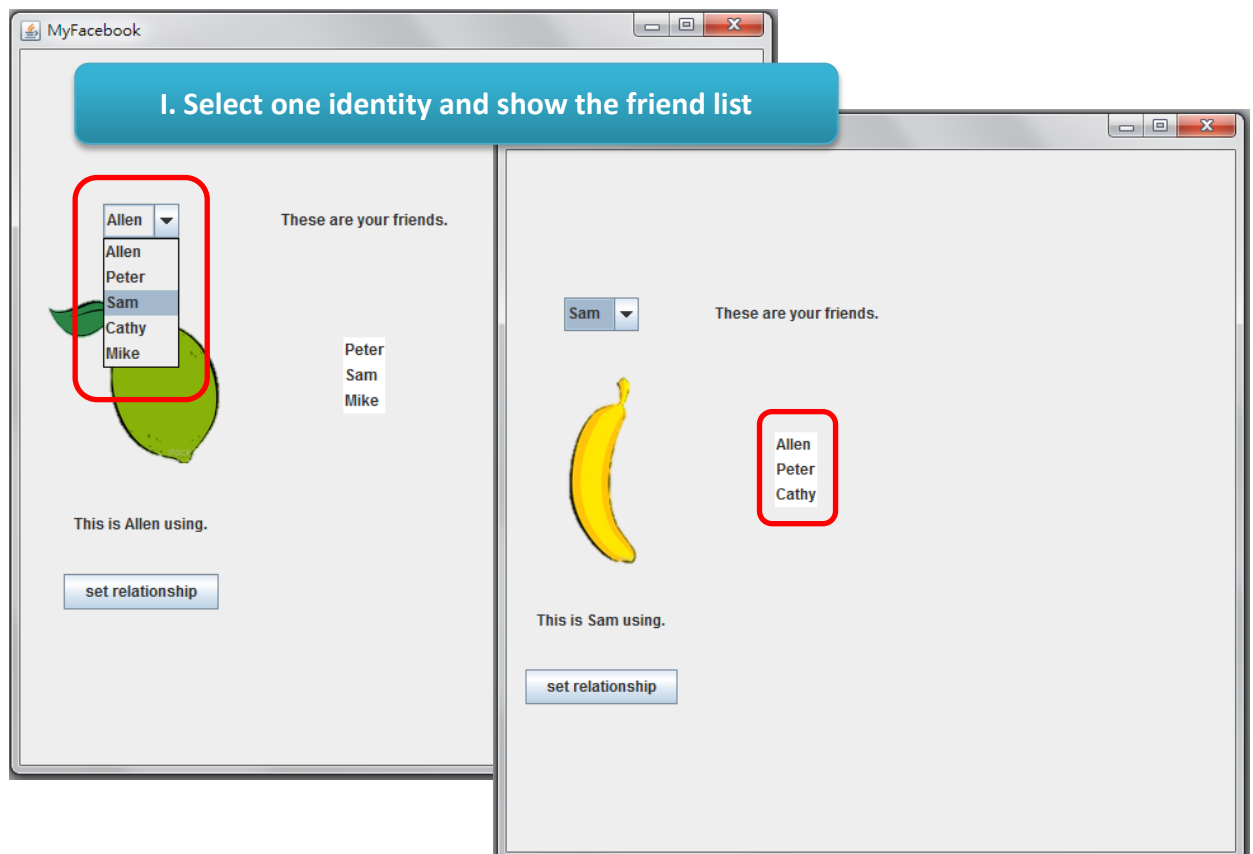 MyFacebook
I. Select one identity and show the friend list
Allen
These are your friends.
Allen
Peter
Sam
Cathy
Mike
Peter
Sam
Mike
This is Allen using.
set relationship
Sam
These are your friends.
Allen
Peter
Cathy
This is Sam using.
set relationship